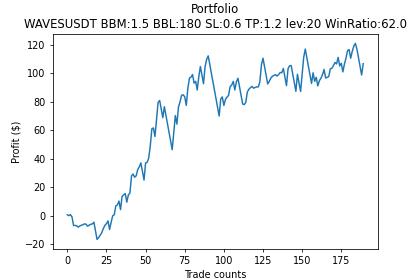 Portfolio
WAVESUSDT BBM:1.5 BBL:180 SL:0.6 TP:1.2 lev:20 WinRatio:62.0
120
100
80
60
40
20
0
−20
Profit ($)
0 25 50 75 100 125 150 175
Trade counts